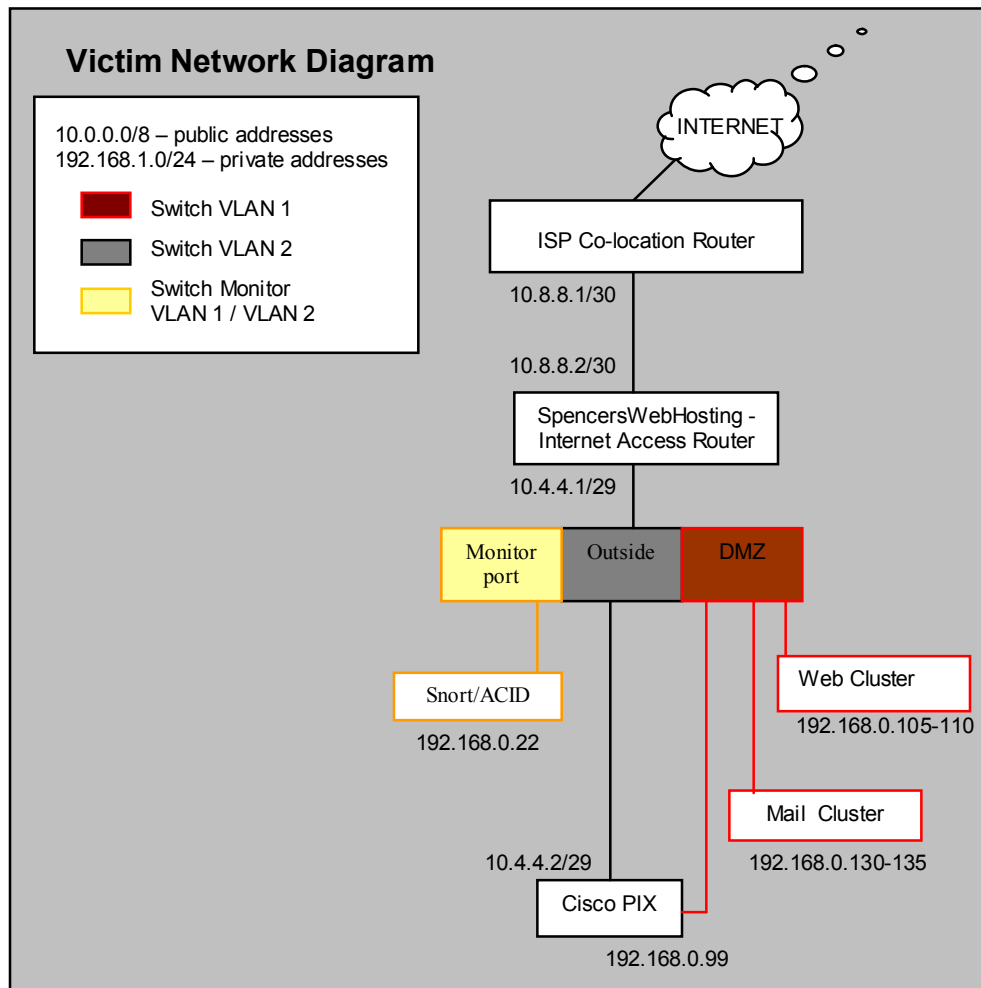 Victim Network Diagram
10.0.0.0/8 – public addresses
192.168.1.0/24 – private addresses
Switch VLAN 1
Switch VLAN 2
Switch Monitor
VLAN 1 / VLAN 2
INTERNET
ISP Co-location Router
10.8.8.1/30
10.8.8.2/30
SpencersWebHosting -
Internet Access Router
10.4.4.1/29
Monitor
port
Outside
DMZ
Snort/ACID
192.168.0.22
Web Cluster
192.168.0.105-110
Mail Cluster
192.168.0.130-135
10.4.4.2/29
Cisco PIX
192.168.0.99